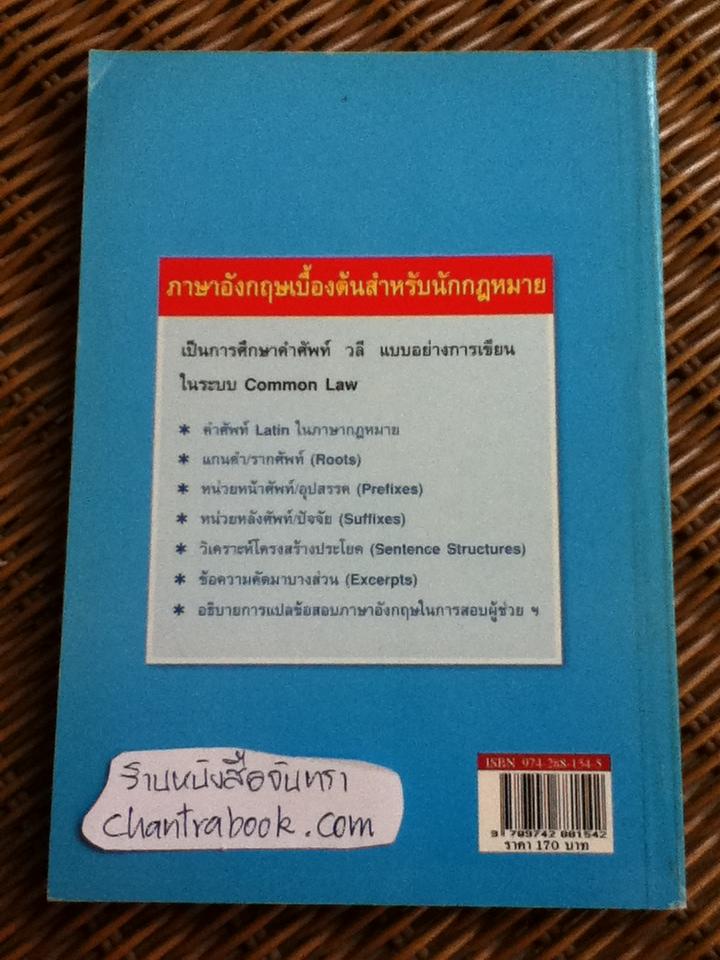 ภาษาอังกฤษเบื้องต้นสำหรับนักกฎหมาย
เป็นการศึกษาคำศัพท์ วลี แบบอย่างการเขียน
ในระบบ Common Law
* คำศัพท์ Latin ในภาษากฎหมาย
* แกนคำ/รากศัพท์ (Roots)
* หน่วยหน้าศัพท์/อุปสรรค (Prefixes)
* หน่วยหลังศัพท์/ปัจจัย (Suffixes)
* วิเคราะห์โครงสร้างประโยค (Sentence Structures)
* ข้อความคัดมาบางส่วน (Excerpts)
* อธิบายการแปลข้อสอบภาษาอังกฤษในการสอบผู้ช่วย ฯ
ร้านหนังสือจันทรา
chantrabook.com
ISBN 974-288-154-5
9 789742 881542
ราคา 170 บาท